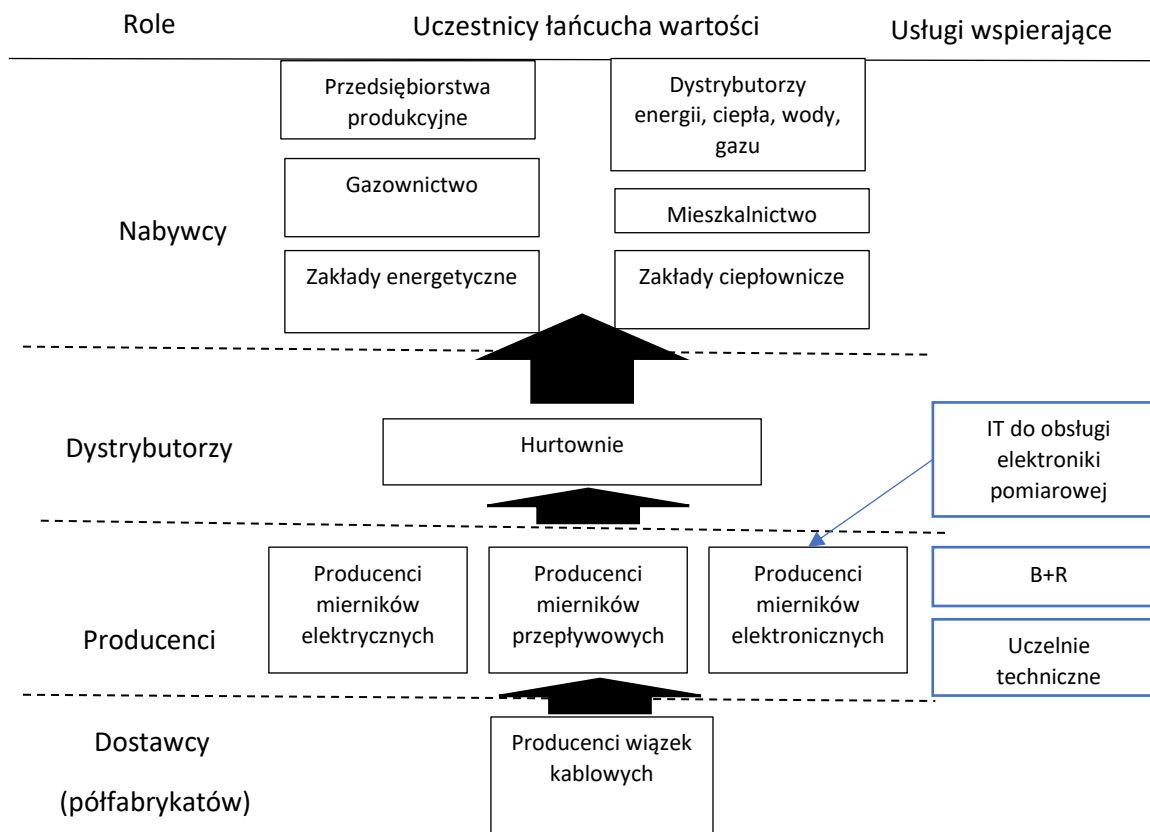 Role
Uczestnicy łańcucha wartości
Usługi wspierające
Nabywcy
Przedsiębiorstwa
produkcyjne
Dystrybutorzy
energii, ciepła, wody,
gazu
Gazownictwo
Mieszkalnictwo
Zakłady energetyczne
Zakłady ciepłownicze
Dystrybutorzy
Hurtownie
IT do obsługi
elektroniki
pomiarowej
Producenci
Producenci
mierników
elektrycznych
Producenci
mierników
przepływowych
Producenci
mierników
elektronicznych
B+R
Uczelnie
techniczne
Dostawcy
(półfabrykatów)
Producenci wiązek
kablowych